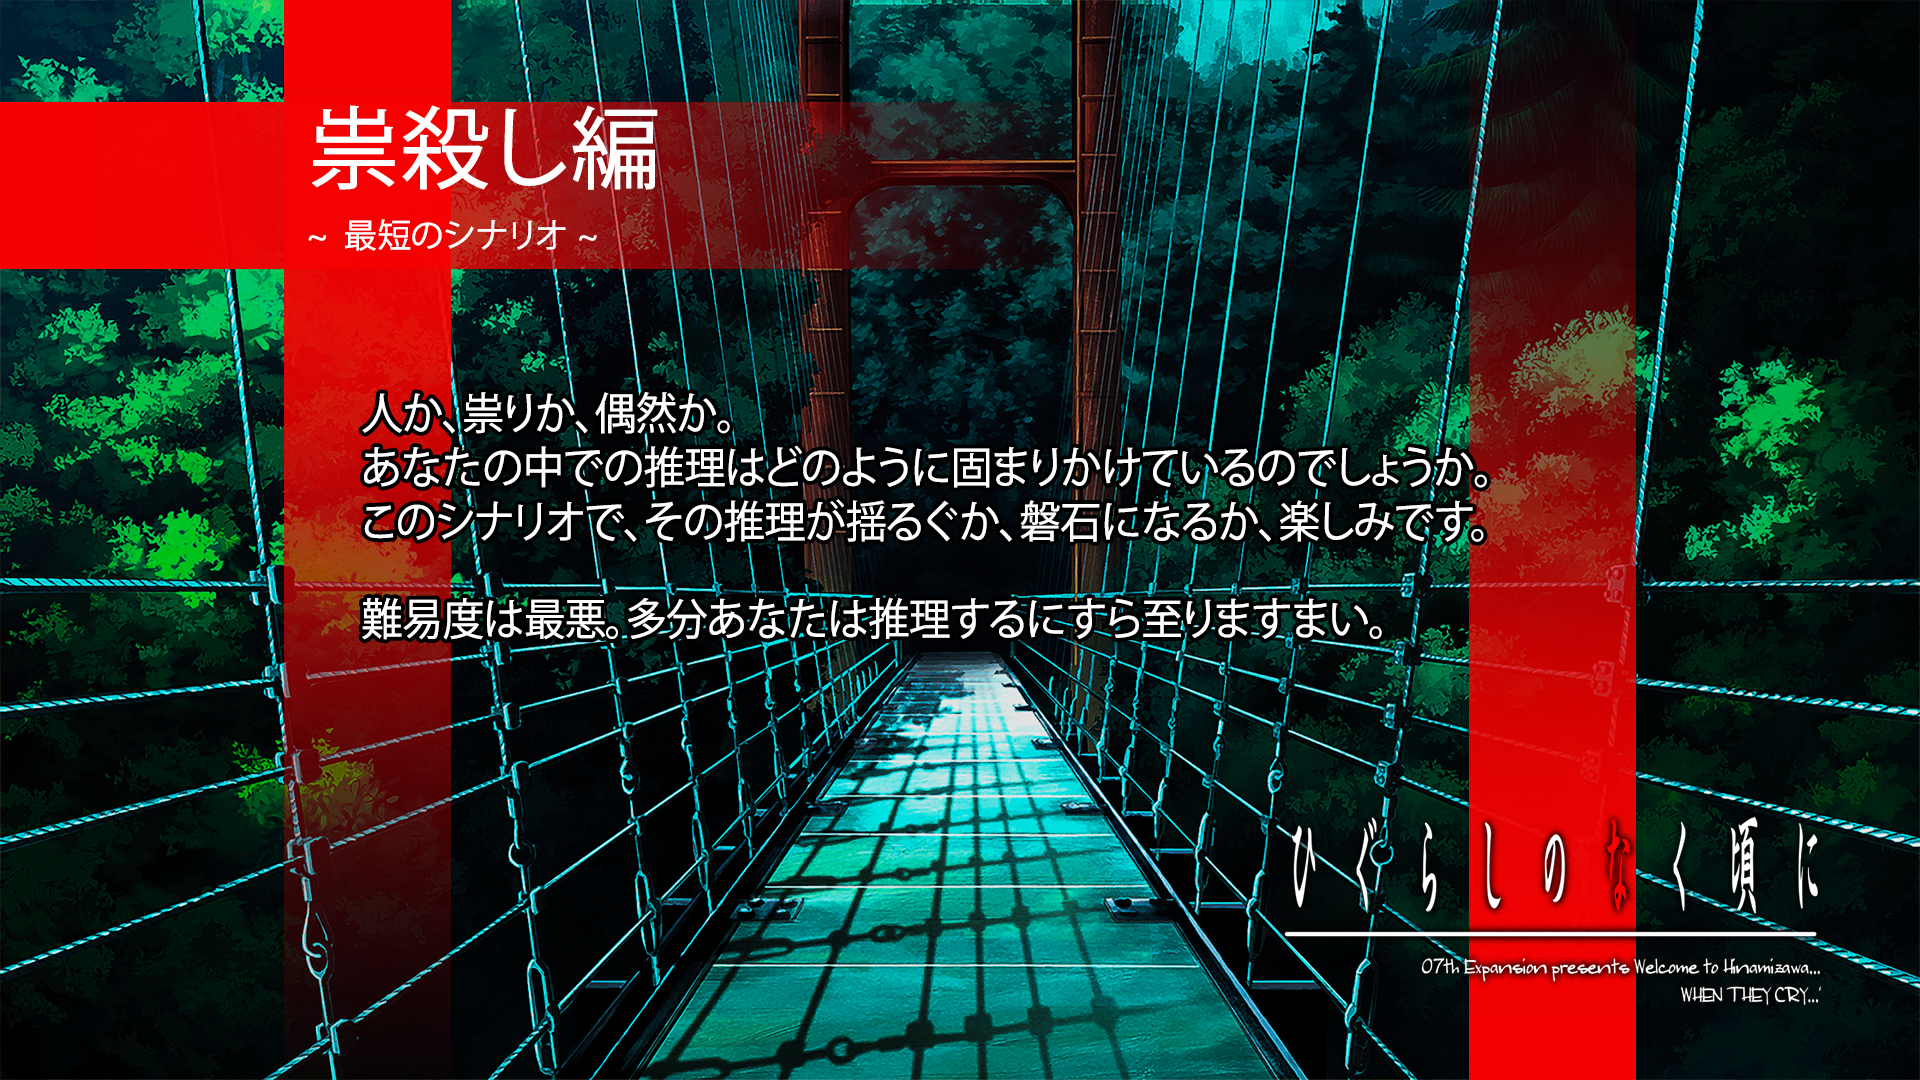 祟殺し編
~ 最短のシナリオ ~
人か、祟りか、偶然か。
あなたの中での推理はどのように固まりかけているのでしょうか。
このシナリオで、その推理が揺るぐか、磐石になるか、楽しみです。
難易度は最悪。多分あなたは推理するにすら至りますまい。
ひぐらしのなく頃に
07th Expansion presents Welcome to Hinamizawa...
WHEN THEY CRY...'